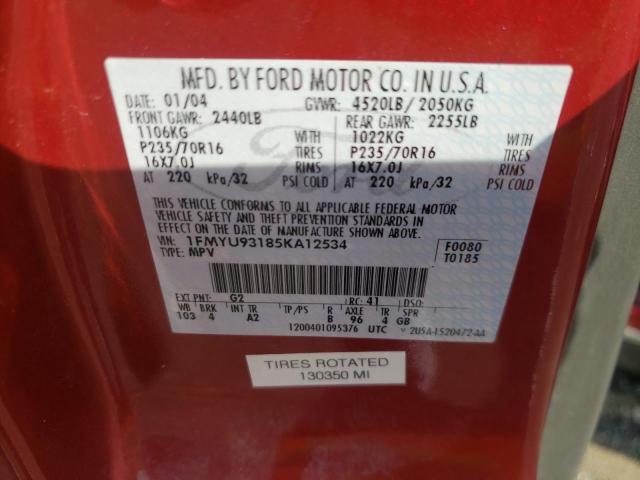 MFD. BY FORD MOTOR CO. IN U.S.A.
DATE: 01/04 GVWR: 4520LB/ 2050KG
FRONT GAWR: 2440LB REAR GAWR: 2255LB
1106KG WITH 1022KG WITH
P235/70R16 TIRES P235/70R16 TIRES
16X7.0J RIMS 16X7.0J RIMS
AT 220 kPa/32 PSI COLD AT 220 kPa/32 PSI COLD
THIS VEHICLE CONFORMS TO ALL APPLICABLE FEDERAL MOTOR
VEHICLE SAFETY AND THEFT PREVENTION STANDARDS IN
EFFECT ON THE DATE OF MANUFACTURE SHOWN ABOVE.
VIN: 1FMYU93185KA12534 F0080
TYPE: MPV T0185
EXT PNT: G2 RC: 41 DSO:
WB BRK INT TR TP/PS R AXLE TR SPR
103 4 A2 B 96 4 GB
1200401095376 UTC 2U5A-1520472-AA
TIRES ROTATED
130350 MI